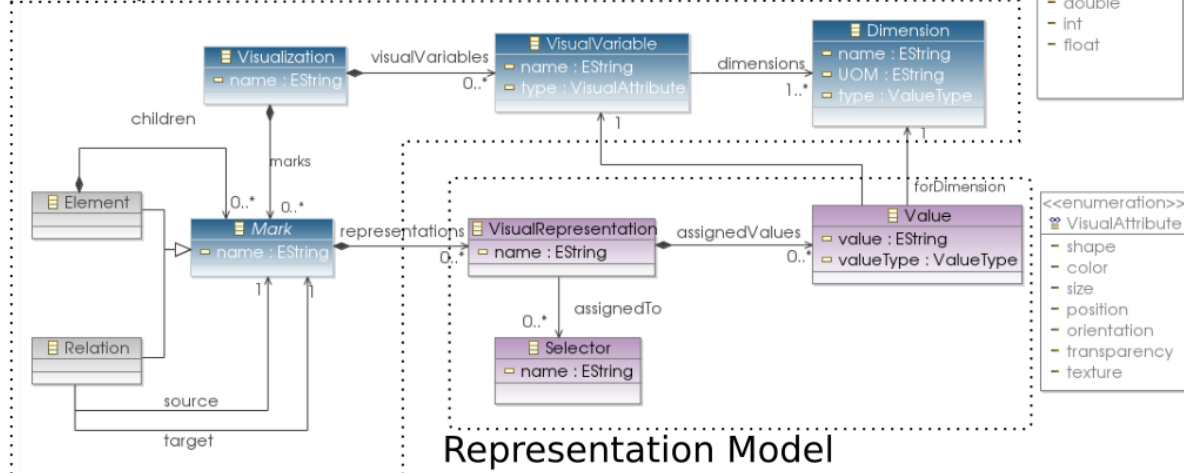 double
int
float
Visualization
name : EString
visualVariables
0..*
VisualVariable
name : EString
type : VisualAttribute
dimensions
1..*
Dimension
name : EString
UOM : EString
type : ValueType
children
marks
0..*
0..*
1
1
forDimension
Element
Mark
name : EString
representations
0..*
VisualRepresentation
name : EString
assignedValues
0..*
Value
value : EString
valueType : ValueType
<<enumeration>>
VisualAttribute
shape
color
size
position
orientation
transparency
texture
1
1
assignedTo
0..*
Relation
Selector
name : EString
source
target
Representation Model